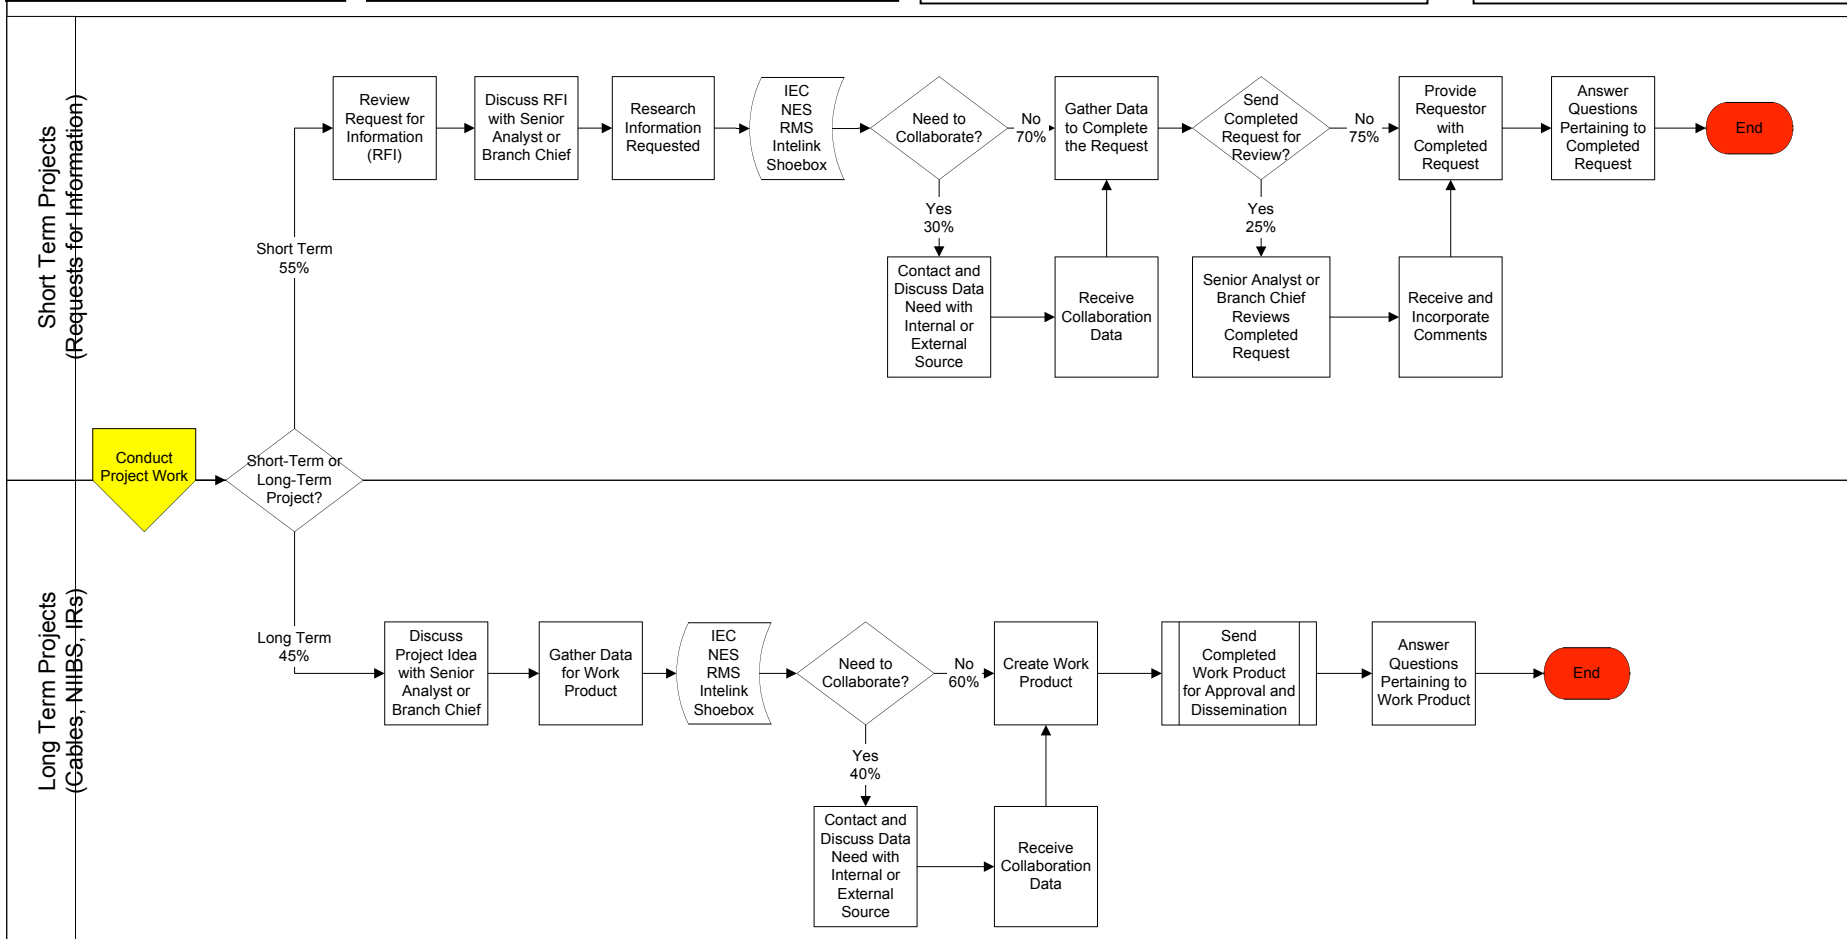 Short Term Projects
(Requests for Information)
Review
Request for
Information
(RFI)
Discuss RFI
with Senior
Analyst or
Branch Chief
Research
Information
Requested
IEC
NES
RMS
Intelink
Shoebox
Need to
Collaborate?
No
70%
Gather Data
to Complete
the Request
Send
Completed
Request for
Review?
No
75%
Provide
Requestor
with
Completed
Request
Answer
Questions
Pertaining to
Completed
Request
End
Yes
30%
Yes
25%
Short Term
55%
Contact and
Discuss Data
Need with
Internal or
External
Source
Receive
Collaboration
Data
Senior Analyst or
Branch Chief
Reviews
Completed
Request
Receive and
Incorporate
Comments
Conduct
Project Work
Short-Term or
Long-Term
Project?
Long Term Projects
(Cables, NIIBS, IRs)
Long Term
45%
Discuss
Project Idea
with Senior
Analyst or
Branch Chief
Gather Data
for Work
Product
IEC
NES
RMS
Intelink
Shoebox
Need to
Collaborate?
No
60%
Create Work
Product
Send
Completed
Work Product
for Approval and
Dissemination
Answer
Questions
Pertaining to
Work Product
End
Yes
40%
Contact and
Discuss Data
Need with
Internal or
External
Source
Receive
Collaboration
Data